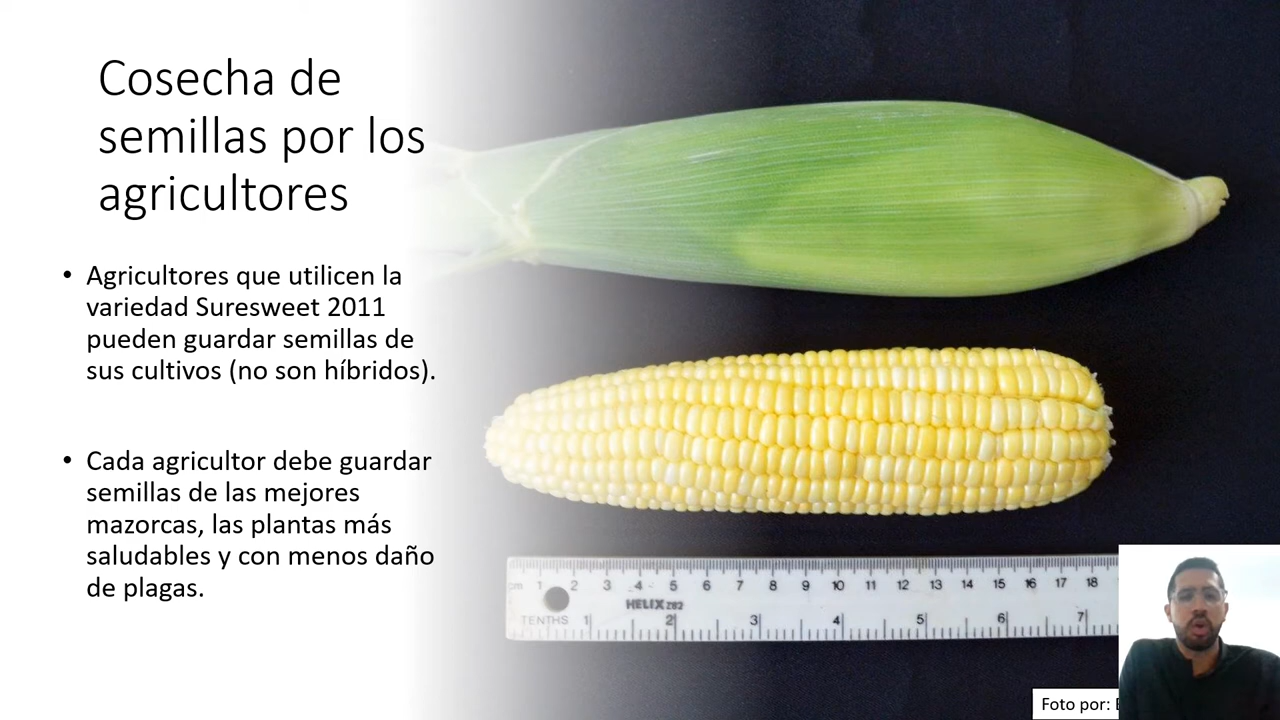 Cosecha de
semillas por los
agricultores
• Agricultores que utilicen la
variedad Suresweet 2011
pueden guardar semillas de
sus cultivos (no son híbridos).
• Cada agricultor debe guardar
semillas de las mejores
mazorcas, las plantas más
saludables y con menos daño
de plagas.
cm 1 2 3 4 5 6 7 8 9 10 11 12 13 14 15 16 17 18
HELIX Z82
TENTHS 1 2 3 4 5 6 7
Foto por: